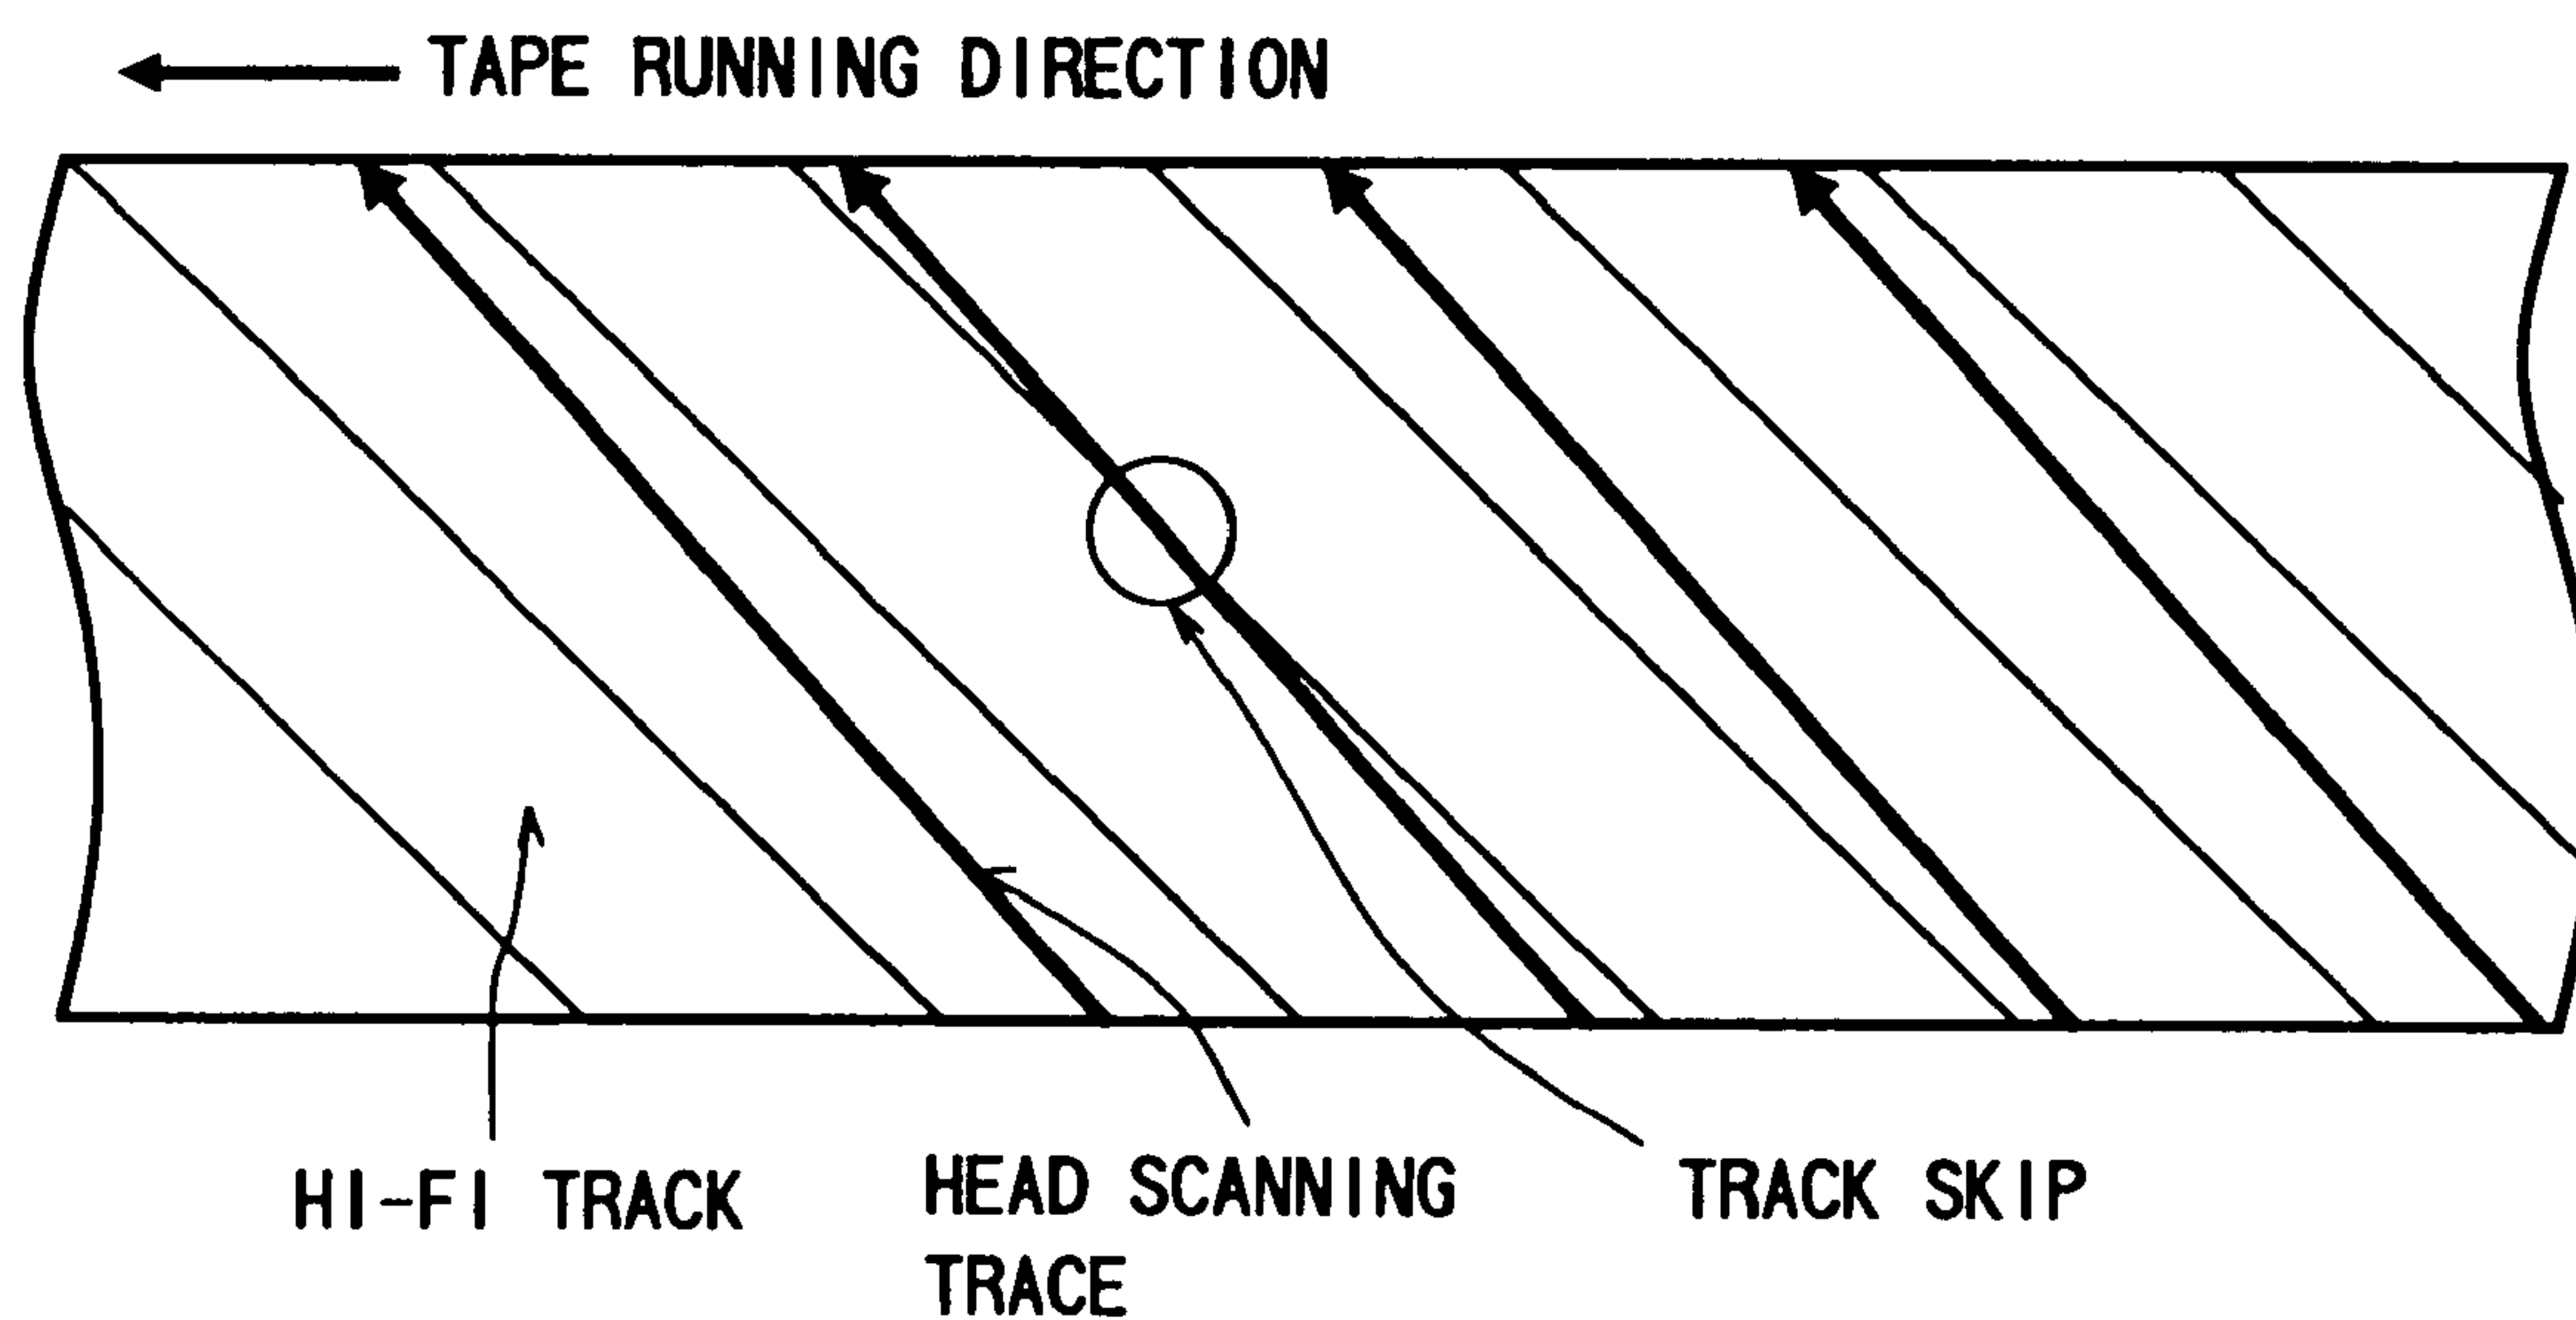 TAPE RUNNING DIRECTION
HI-FI TRACK
HEAD SCANNING
TRACE
TRACK SKIP